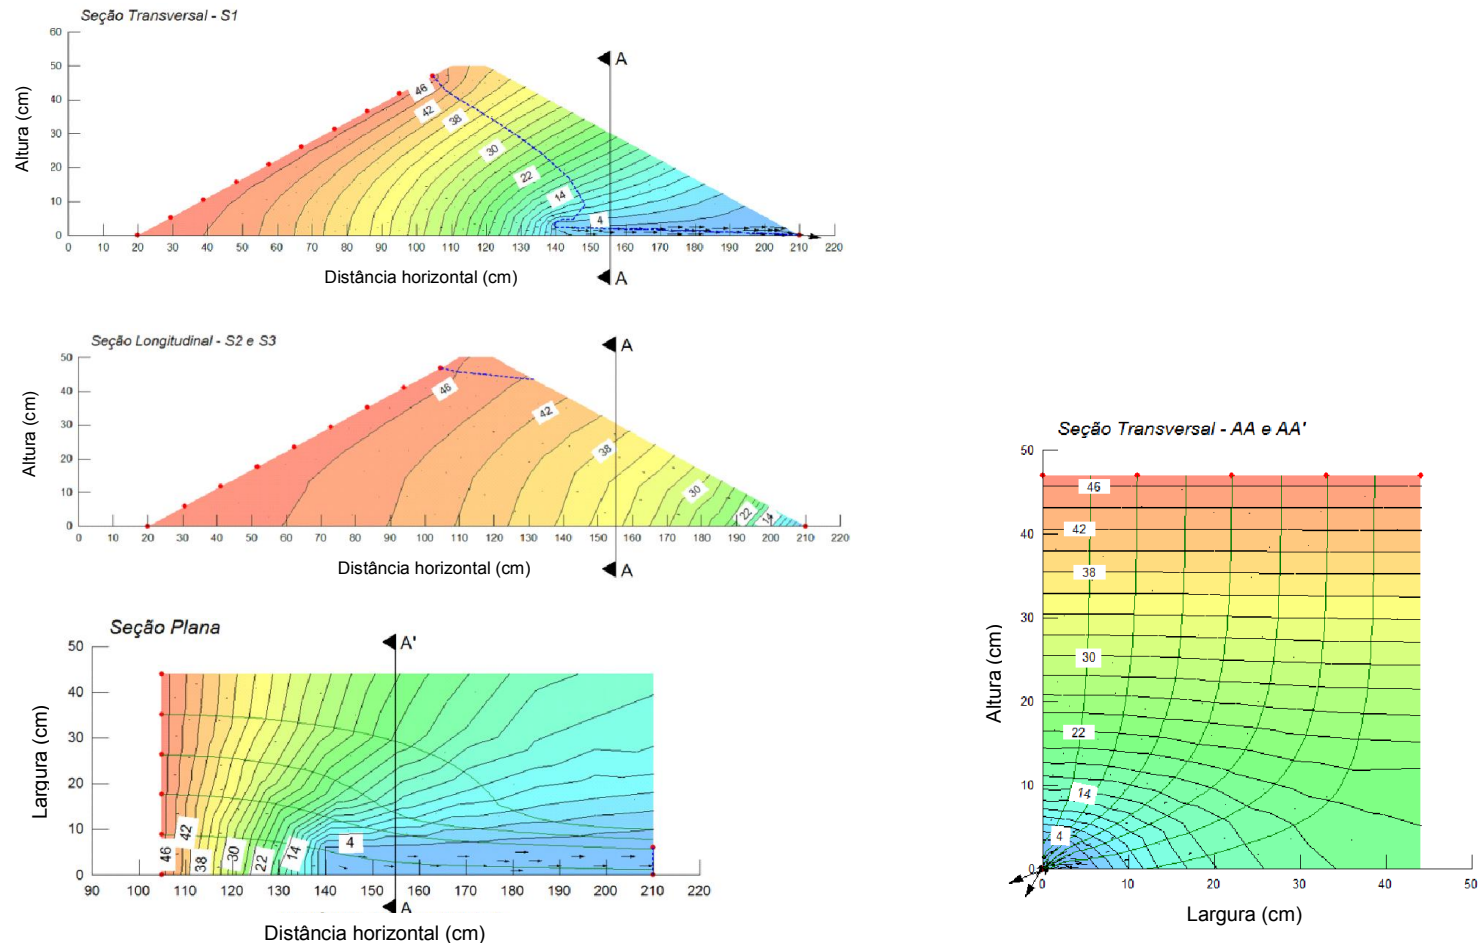 Seção Transversal - S1
60
50
40
30
20
10
0
Altura (cm)
46
42
38
30
22
14
4
A
A
0 10 20 30 40 50 60 70 80 90 100 110 120 130 140 150 160 170 180 190 200 210 220
Distância horizontal (cm)
Seção Longitudinal - S2 e S3
50
40
30
20
10
0
Altura (cm)
46
42
38
30
22
14
A
A
0 10 20 30 40 50 60 70 80 90 100 110 120 130 140 150 160 170 180 190 200 210 220
Distância horizontal (cm)
Seção Plana
50
40
30
20
10
0
Largura (cm)
46
42
38
30
22
14
4
A'
A
90 100 110 120 130 140 150 160 170 180 190 200 210 220
Distância horizontal (cm)
Seção Transversal - AA e AA'
50
40
30
20
10
0
Altura (cm)
46
42
38
30
22
14
4
0 10 20 30 40 50
Largura (cm)